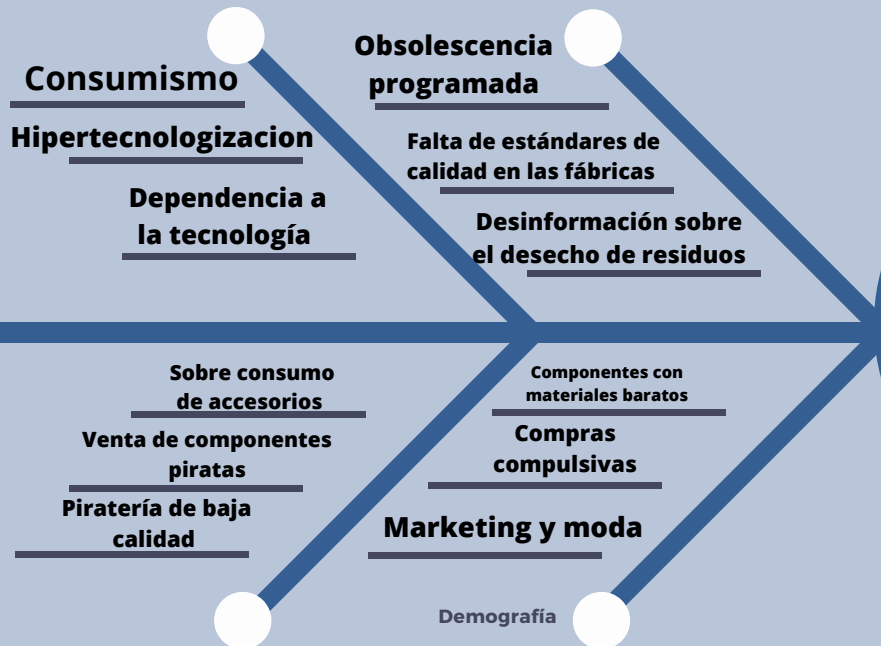 Consumismo
Hipertecnologizacion
Dependencia a
la tecnología
Obsolescencia
programada
Falta de estándares de
calidad en las fábricas
Desinformación sobre
el desecho de residuos
Sobre consumo
de accesorios
Venta de componentes
piratas
Piratería de baja
calidad
Componentes con
materiales baratos
Compras
compulsivas
Marketing y moda
Demografía